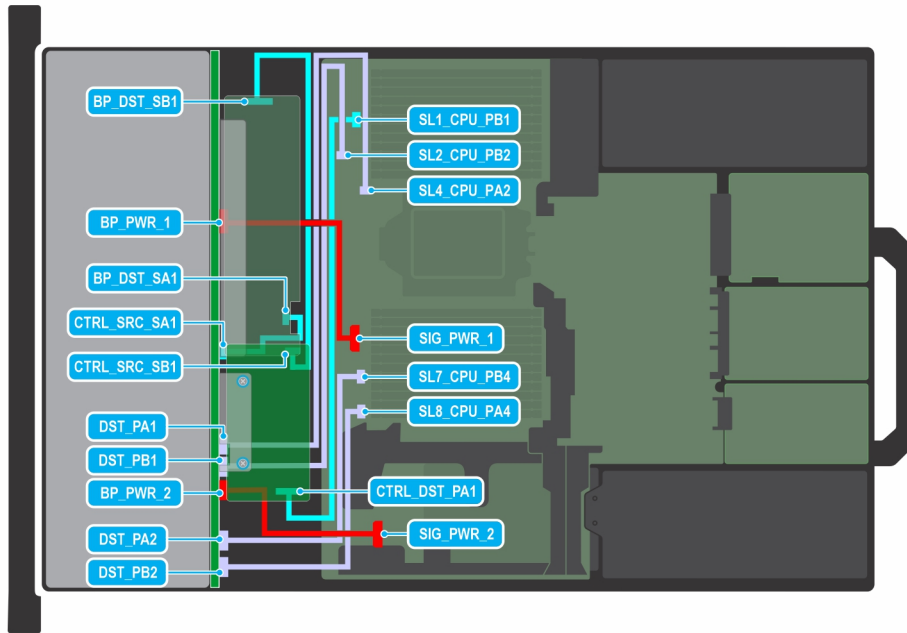 BP_DST_SB1
BP_PWR_1
BP_DST_SA1
CTRL_SRC_SA1
CTRL_SRC_SB1
DST_PA1
DST_PB1
BP_PWR_2
DST_PA2
DST_PB2
SL1_CPU_PB1
SL2_CPU_PB2
SL4_CPU_PA2
SIG_PWR_1
SL7_CPU_PB4
SL8_CPU_PA4
CTRL_DST_PA1
SIG_PWR_2